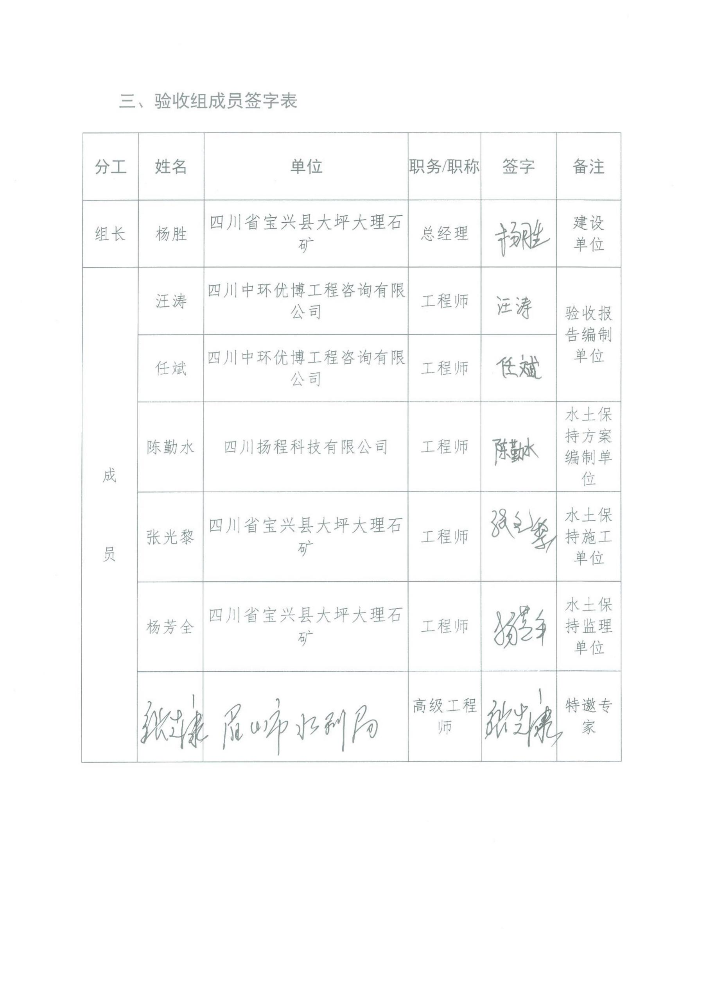 三、验收组成员签字表
分工 姓名 单位 职务/职称 签字 备注
组长 杨胜 四川省宝兴县大坪大理石
矿 总经理 杨胜 建设
单位
成
员
汪涛 四川中环优博工程咨询有限
公司 工程师 汪涛 验收报
告编制
单位
任斌 四川中环优博工程咨询有限
公司 工程师 任斌
陈勤水 四川扬程科技有限公司 工程师 陈勤水 水土保
持方案
编制单
位
张光黎 四川省宝兴县大坪大理石
矿 工程师 张光黎 水土保
持施工
单位
杨芳全 四川省宝兴县大坪大理石
矿 工程师 杨芳全 水土保
持监理
单位
眉山市水利局 高级工程
师 特邀专
家